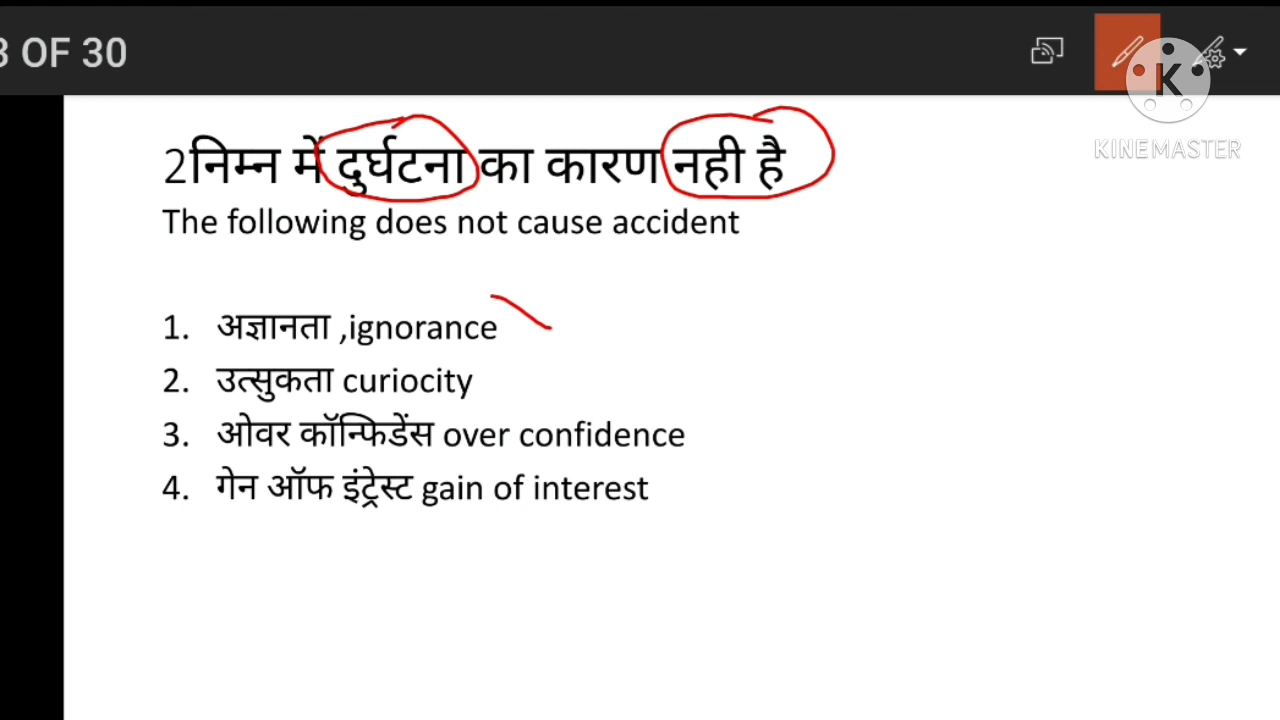 3 OF 30
K
KINEMASTER
2निम्न में दुर्घटना का कारण नही है
The following does not cause accident
1. अज्ञानता ,ignorance
2. उत्सुकता curiocity
3. ओवर कॉन्फिडेंस over confidence
4. गेन ऑफ इंट्रेस्ट gain of interest